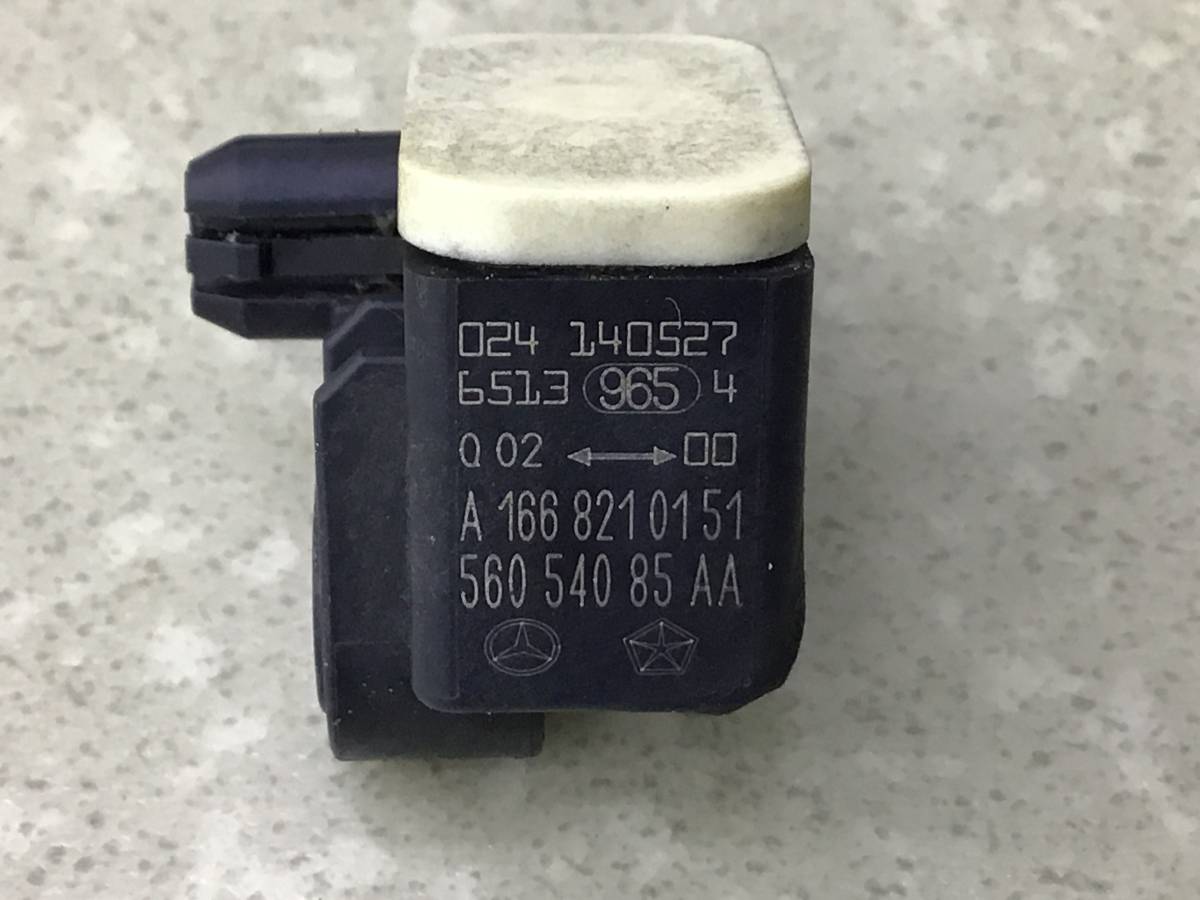 024 140527
6513 965 4
Q 02 ↔ 00
A 166 821 01 51
560 540 85 AA